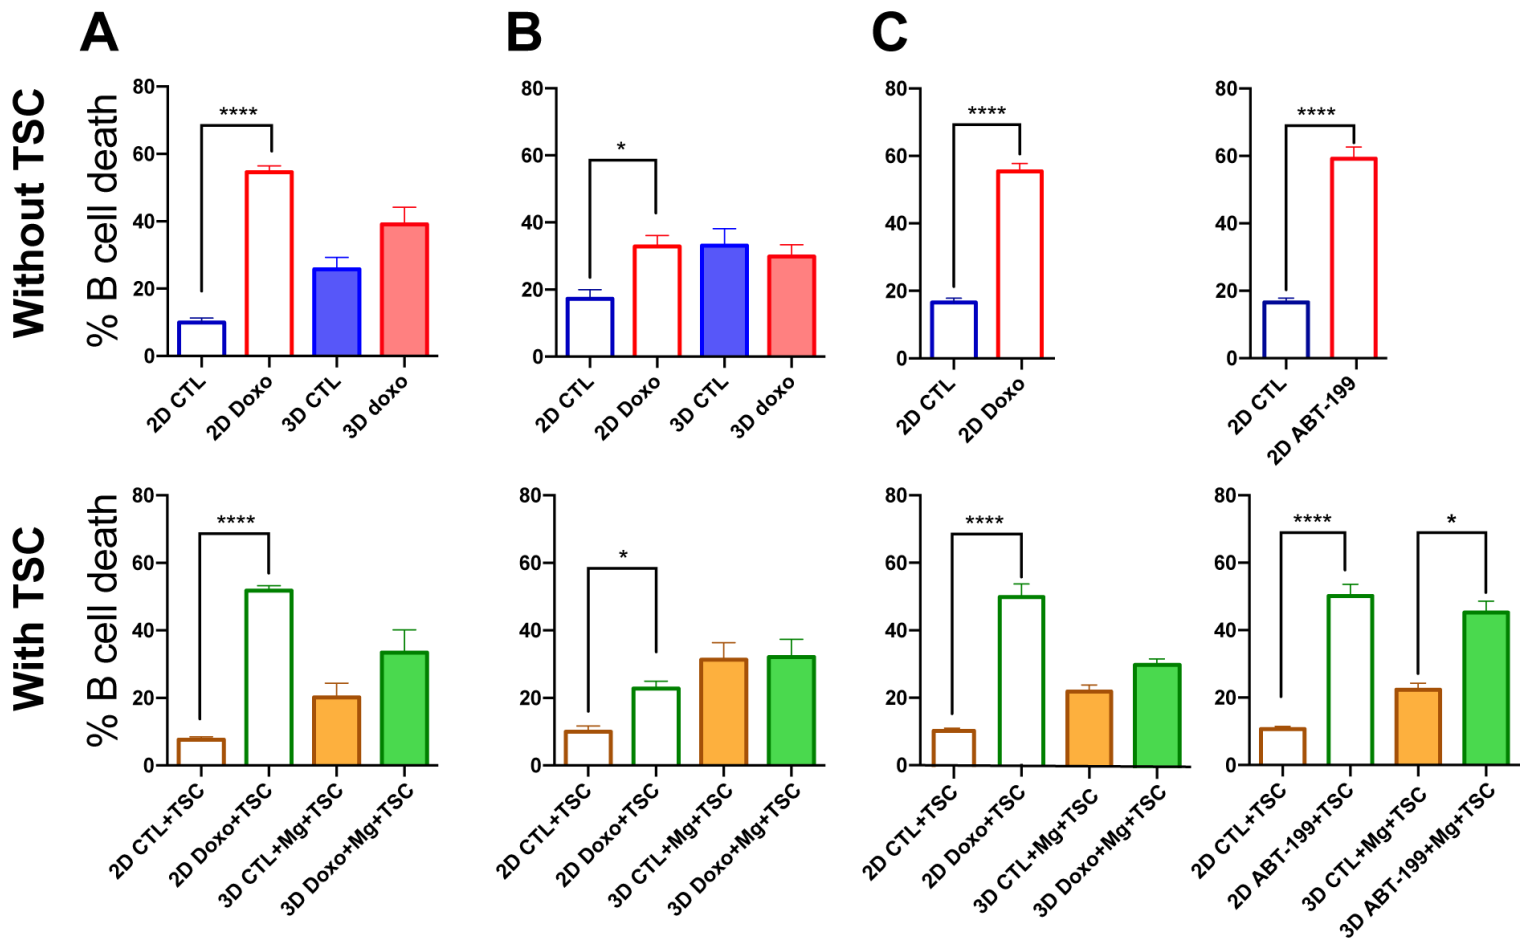 A
B
C
Without TSC
% B cell death
80
60
40
20
0
****
2D CTL
2D Doxo
3D CTL
3D doxo
80
60
40
20
0
*
2D CTL
2D Doxo
3D CTL
3D doxo
80
60
40
20
0
****
2D CTL
2D Doxo
80
60
40
20
0
****
2D CTL
2D ABT-199
With TSC
% B cell death
80
60
40
20
0
****
2D CTL+TSC
2D Doxo+TSC
3D CTL+Mg+TSC
3D Doxo+Mg+TSC
80
60
40
20
0
*
2D CTL+TSC
2D Doxo+TSC
3D CTL+Mg+TSC
3D Doxo+Mg+TSC
80
60
40
20
0
****
2D CTL+TSC
2D Doxo+TSC
3D CTL+Mg+TSC
3D Doxo+Mg+TSC
80
60
40
20
0
****
*
2D CTL+TSC
2D ABT-199+TSC
3D CTL+Mg+TSC
3D ABT-199+Mg+TSC